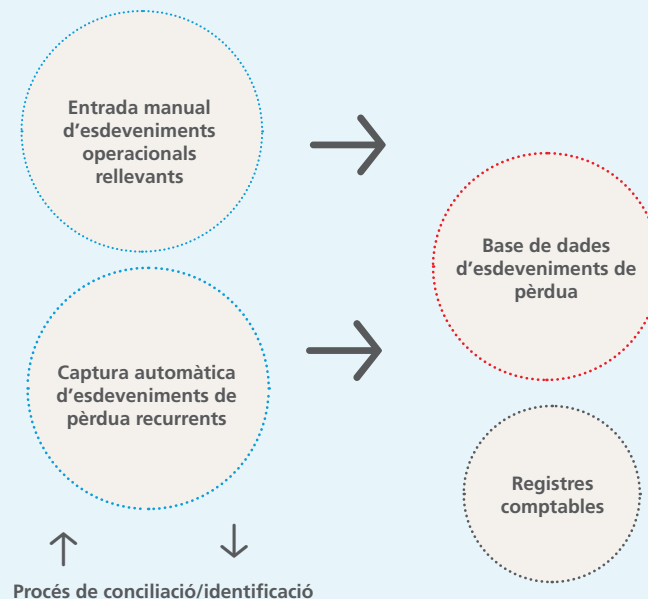 Entrada manual
d’esdeveniments
operacionals
rellevants
Base de dades
d’esdeveniments de
pèrdua
Captura automàtica
d’esdeveniments de
pèrdua recurrents
Registres
comptables
Procés de conciliació/identificació